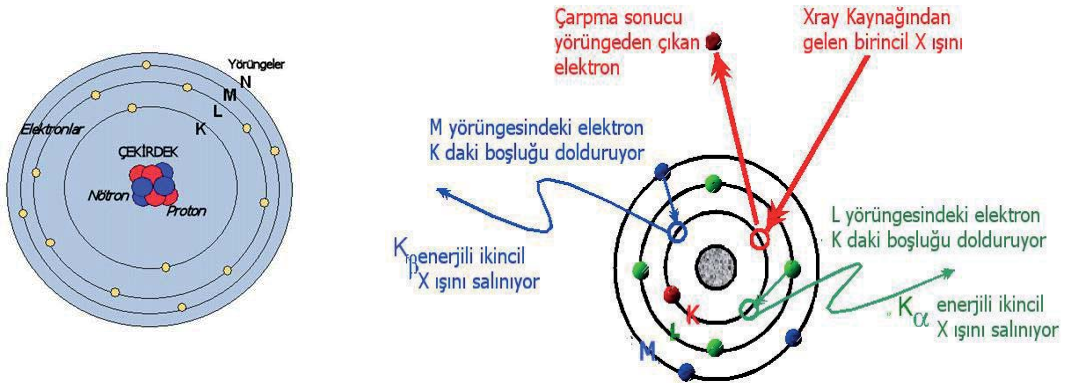 Yörüngeler
N
M
L
K
Elektronlar
ÇEKİRDEK
Nötron
Proton
Çarpma sonucu
yörüngeden çıkan
elektron
Xray Kaynağından
gelen birincil X ışını
M yörüngesindeki elektron
K daki boşluğu dolduruyor
Kβ enerjili ikincil
X ışını salınıyor
L yörüngesindeki elektron
K daki boşluğu dolduruyor
Kα enerjili ikincil
X ışını salınıyor
K
L
M